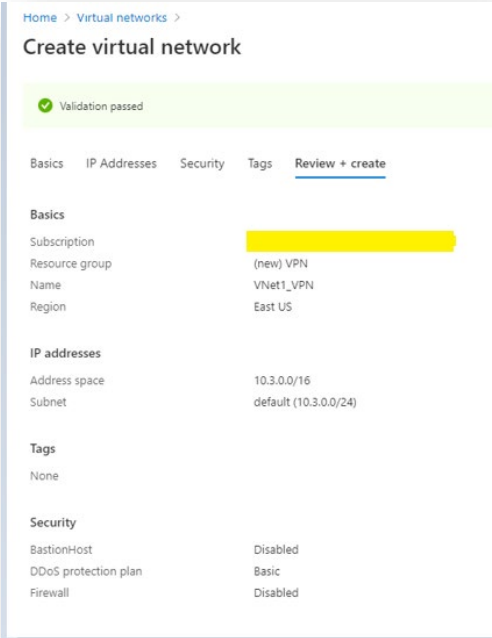 Home > Virtual networks >
Create virtual network
Validation passed
Basics IP Addresses Security Tags Review + create
Basics
Subscription
Resource group (new) VPN
Name VNet1_VPN
Region East US
IP addresses
Address space 10.3.0.0/16
Subnet default (10.3.0.0/24)
Tags
None
Security
BastionHost Disabled
DDoS protection plan Basic
Firewall Disabled